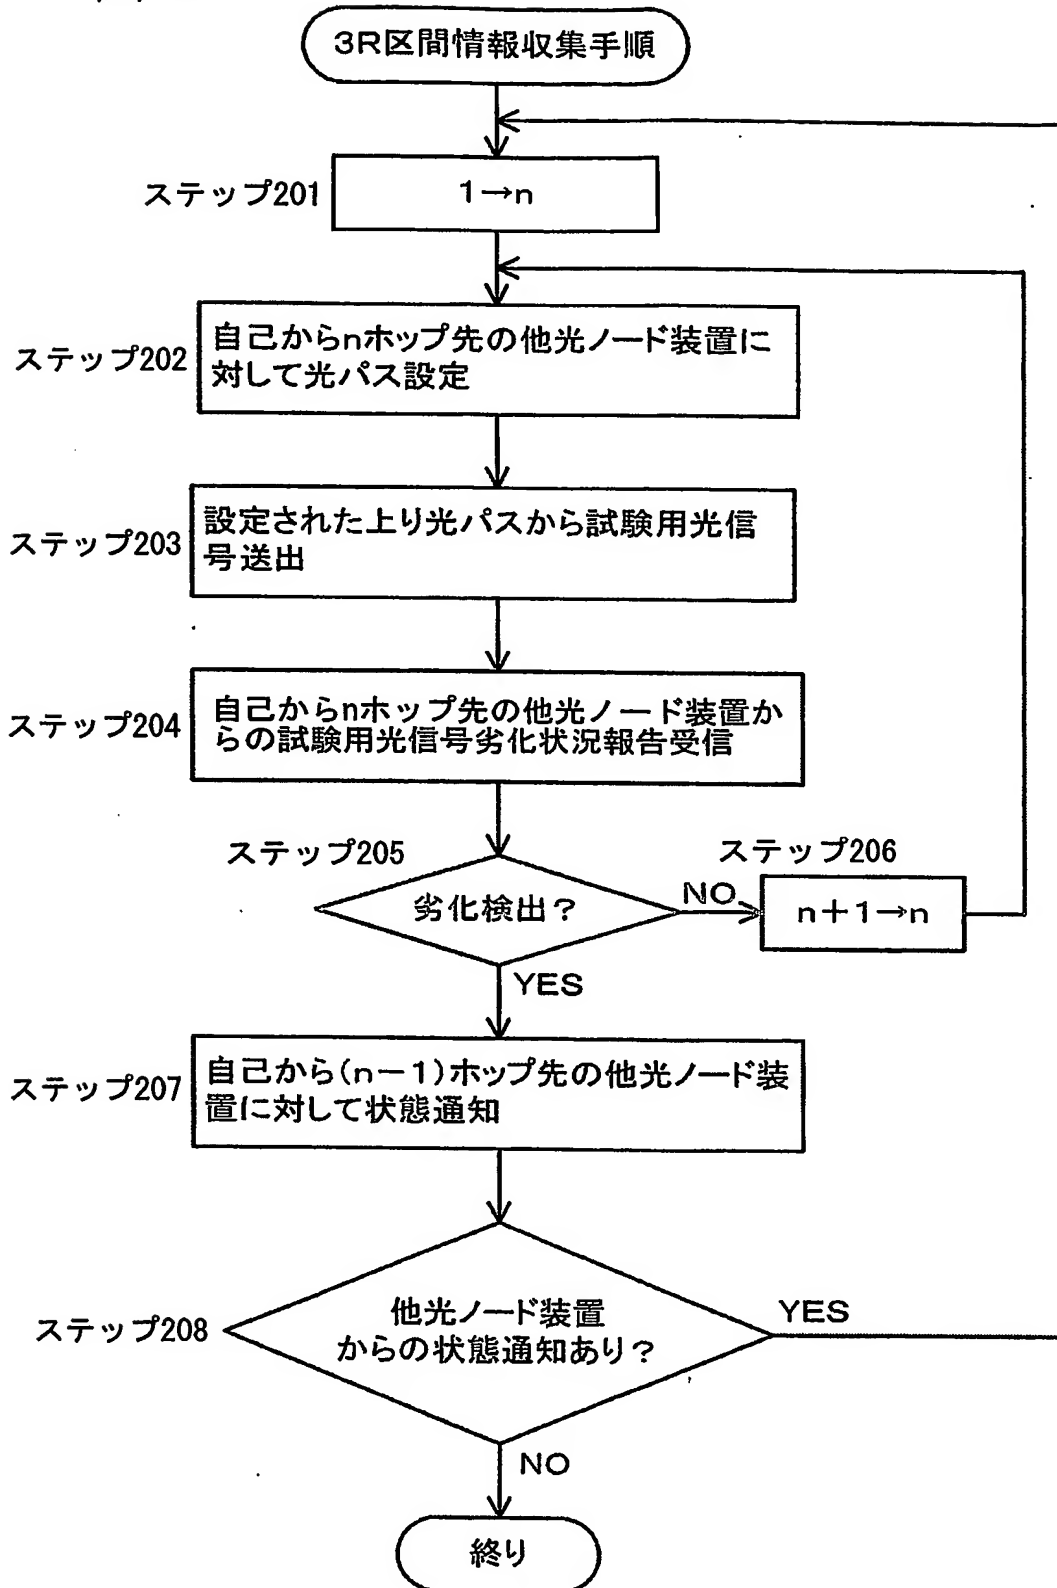 3R区間情報収集手順
ステップ201
1→n
ステップ202
自己からnホップ先の他光ノード装置に
対して光パス設定
ステップ203
設定された上り光パスから試験用光信
号送出
ステップ204
自己からnホップ先の他光ノード装置か
らの試験用光信号劣化状況報告受信
ステップ205
ステップ206
劣化検出？
NO
n＋1→n
YES
ステップ207
自己から(n－1)ホップ先の他光ノード装
置に対して状態通知
ステップ208
他光ノード装置
からの状態通知あり？
YES
NO
終り